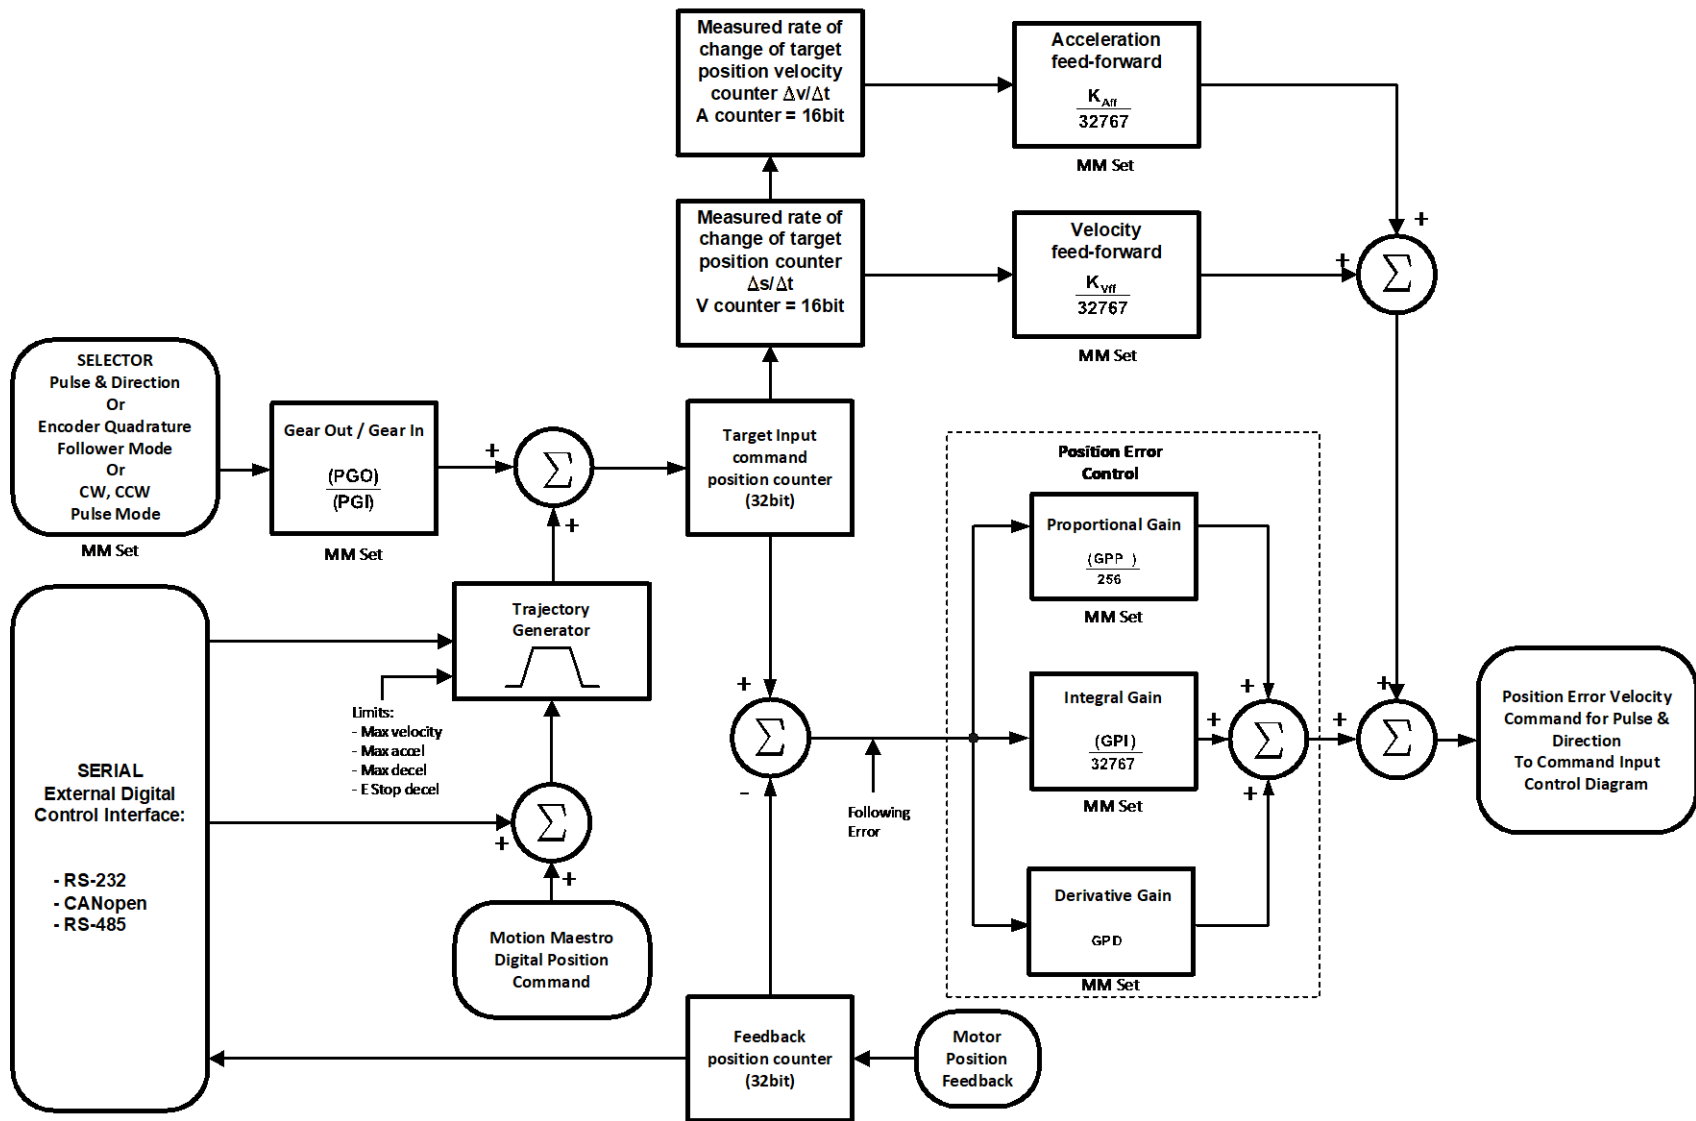 Measured rate of
change of target
position velocity
counter Δv/Δt
A counter = 16bit
Acceleration
feed-forward
K_Aff
32767
MM Set
+
Measured rate of
change of target
position counter
Δs/Δt
V counter = 16bit
Velocity
feed-forward
K_Vff
32767
MM Set
+
Σ
SELECTOR
Pulse & Direction
Or
Encoder Quadrature
Follower Mode
Or
CW, CCW
Pulse Mode
MM Set
Gear Out / Gear In
(PGO)
(PGI)
MM Set
+
Σ
+
Target Input
command
position counter
(32bit)
Position Error
Control
Proportional Gain
(GPP )
256
MM Set
Trajectory
Generator
Limits:
- Max velocity
- Max accel
- Max decel
- E Stop decel
+
Σ
-
Following
Error
Integral Gain
(GPI)
32767
MM Set
+
+
Σ
+
+
+
Σ
Position Error Velocity
Command for Pulse &
Direction
To Command Input
Control Diagram
SERIAL
External Digital
Control Interface:
- RS-232
- CANopen
- RS-485
Σ
+
+
Motion Maestro
Digital Position
Command
Derivative Gain
GPD
MM Set
Feedback
position counter
(32bit)
Motor
Position
Feedback